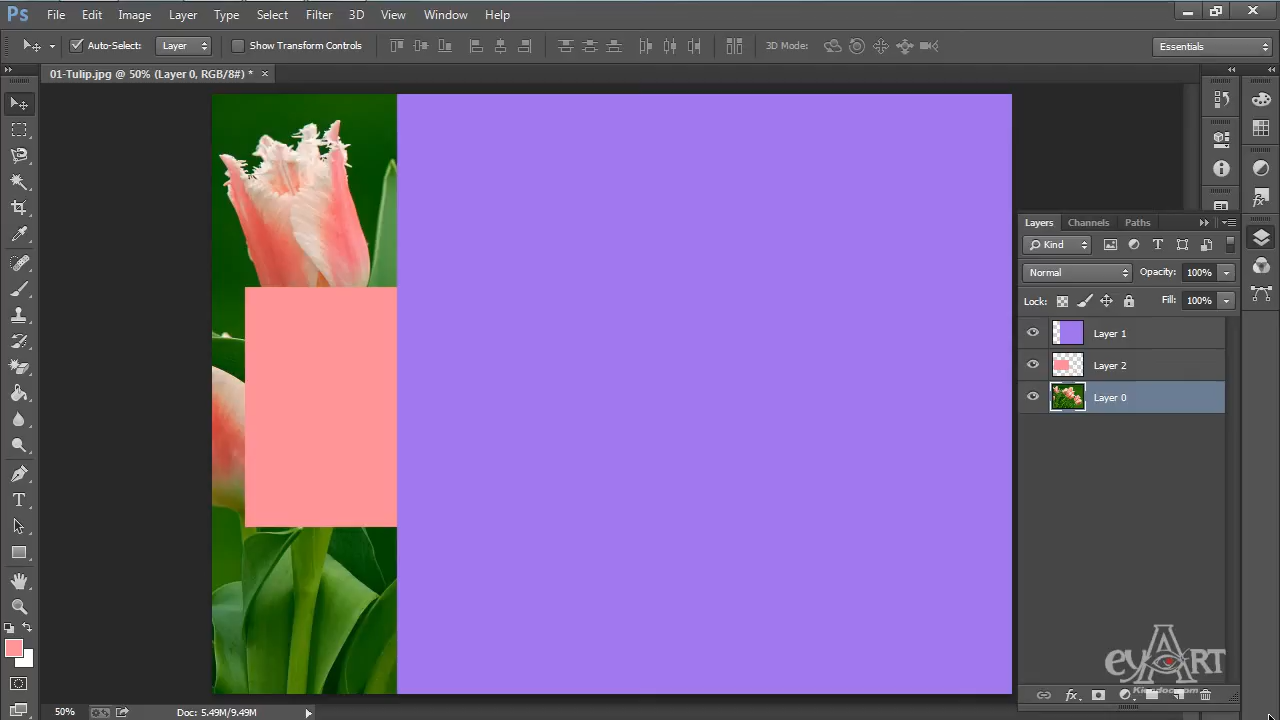 Ps File Edit Image Layer Type Select Filter 3D View Window Help
Auto-Select: Layer Show Transform Controls 3D Mode: Essentials
01-Tulip.jpg @ 50% (Layer 0, RGB/8#) *
Layers Channels Paths
Kind
Normal Opacity: 100%
Lock: Fill: 100%
Layer 1
Layer 2
Layer 0
eyART
Kingdoc.com
50% Doc: 5.49M/9.49M